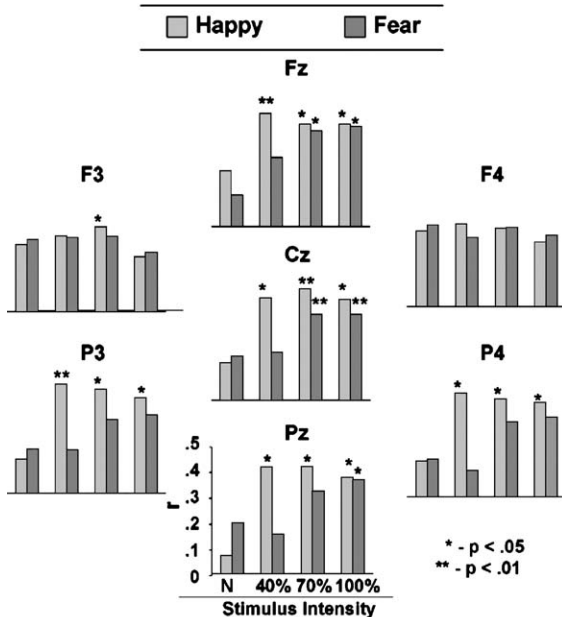 Happy Fear
Fz
**
* * * *
F3
*
F4
Cz
* ** ** * **
P3
** * *
P4
* * *
Pz
.5
.4
.3
.2
.1
0
r
* * * *
N 40% 70% 100%
Stimulus Intensity
* - p < .05
** - p < .01